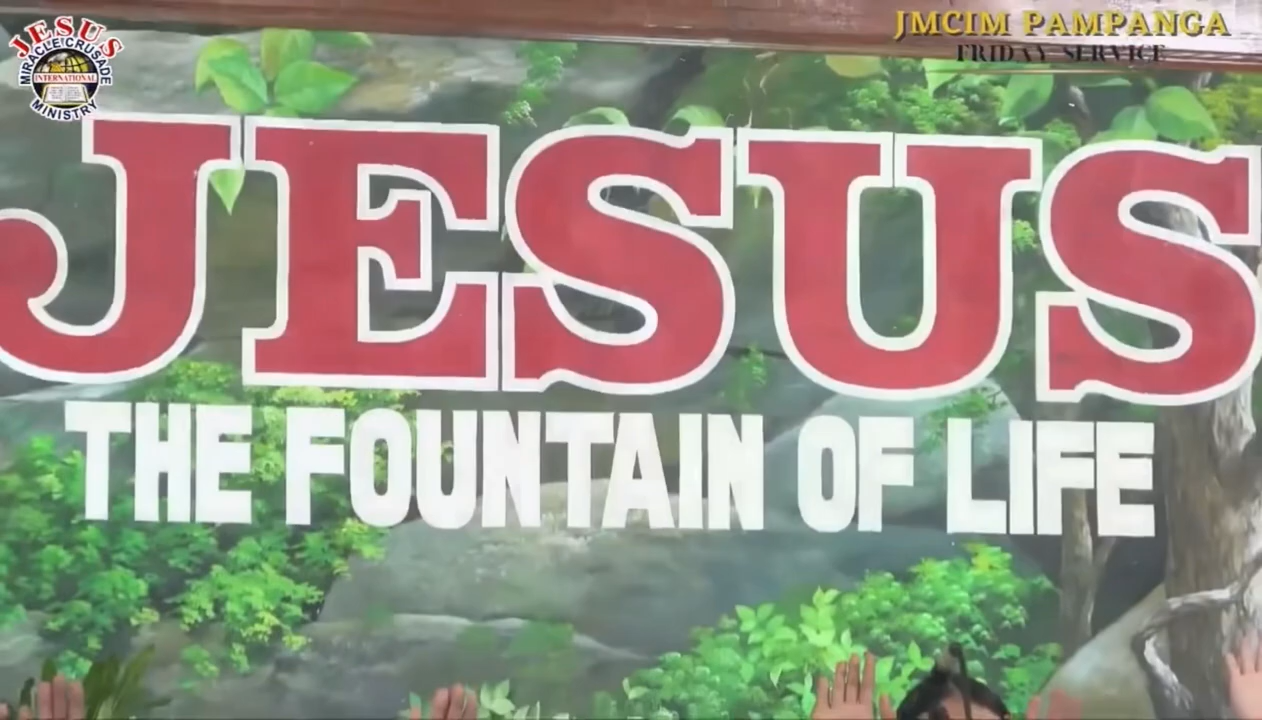 JESUS
MIRACLE CRUSADE
INTERNATIONAL
MINISTRY
JMCIM PAMPANGA
FRIDAY SERVICE
JESUS
THE FOUNTAIN OF LIFE